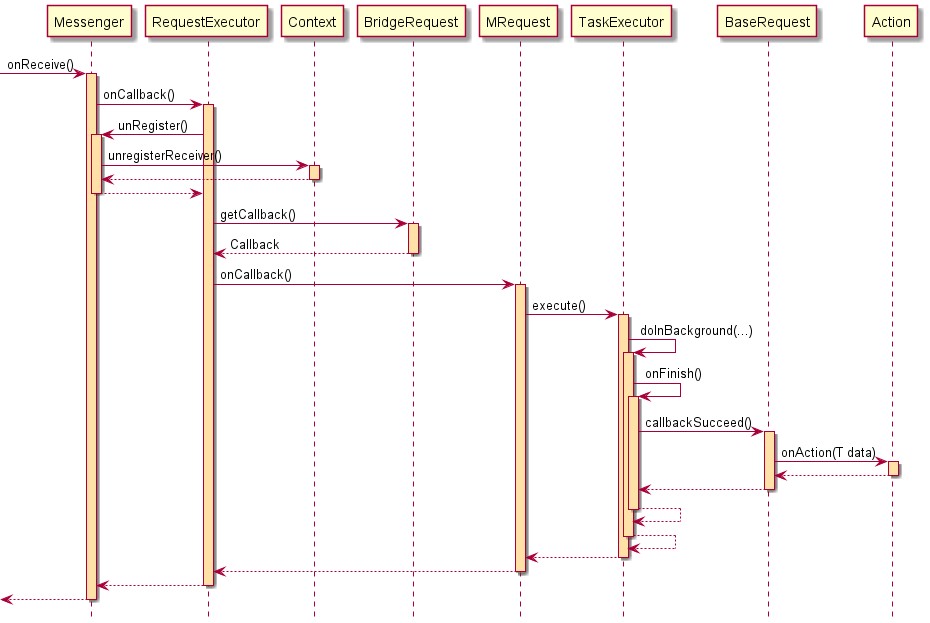 Messenger RequestExecutor Context BridgeRequest MRequest TaskExecutor BaseRequest Action
onReceive()
onCallback()
unRegister()
unregisterReceiver()
getCallback()
Callback
onCallback()
execute()
doInBackground(...)
onFinish()
callbackSucceed()
onAction(T data)